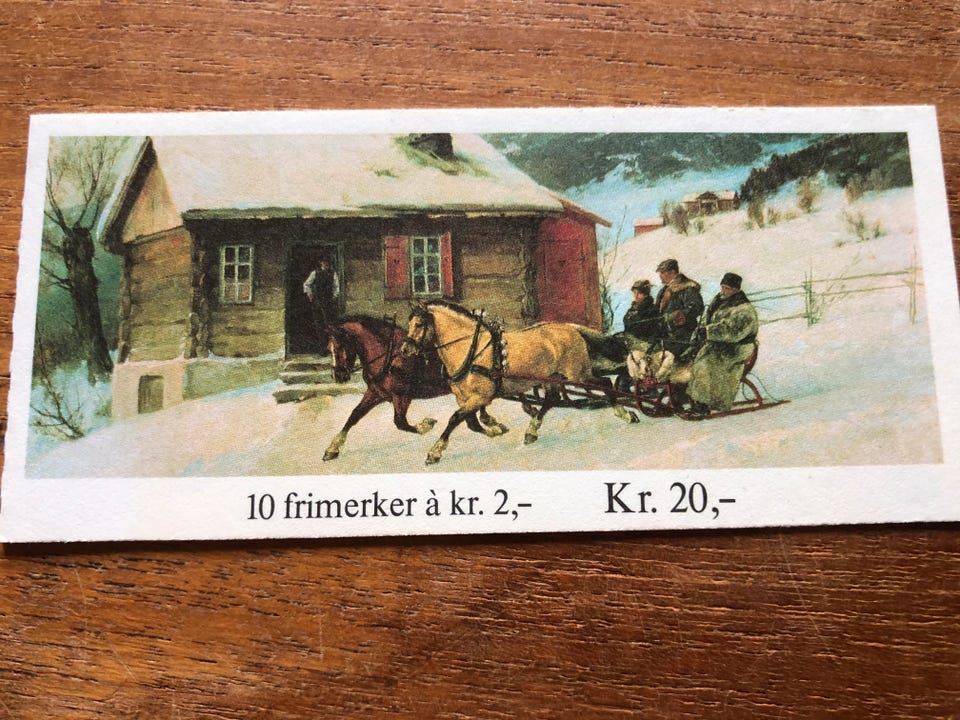 10 frimerker à kr. 2,- Kr. 20,-